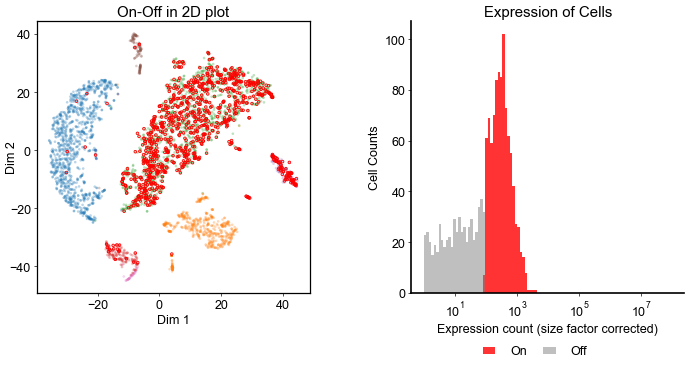 On-Off in 2D plot
Dim 2
40
20
0
−20
−40
−20
0
20
40
Dim 1
Expression of Cells
Cell Counts
100
80
60
40
20
0
10^1
10^3
10^5
10^7
Expression count (size factor corrected)
On
Off